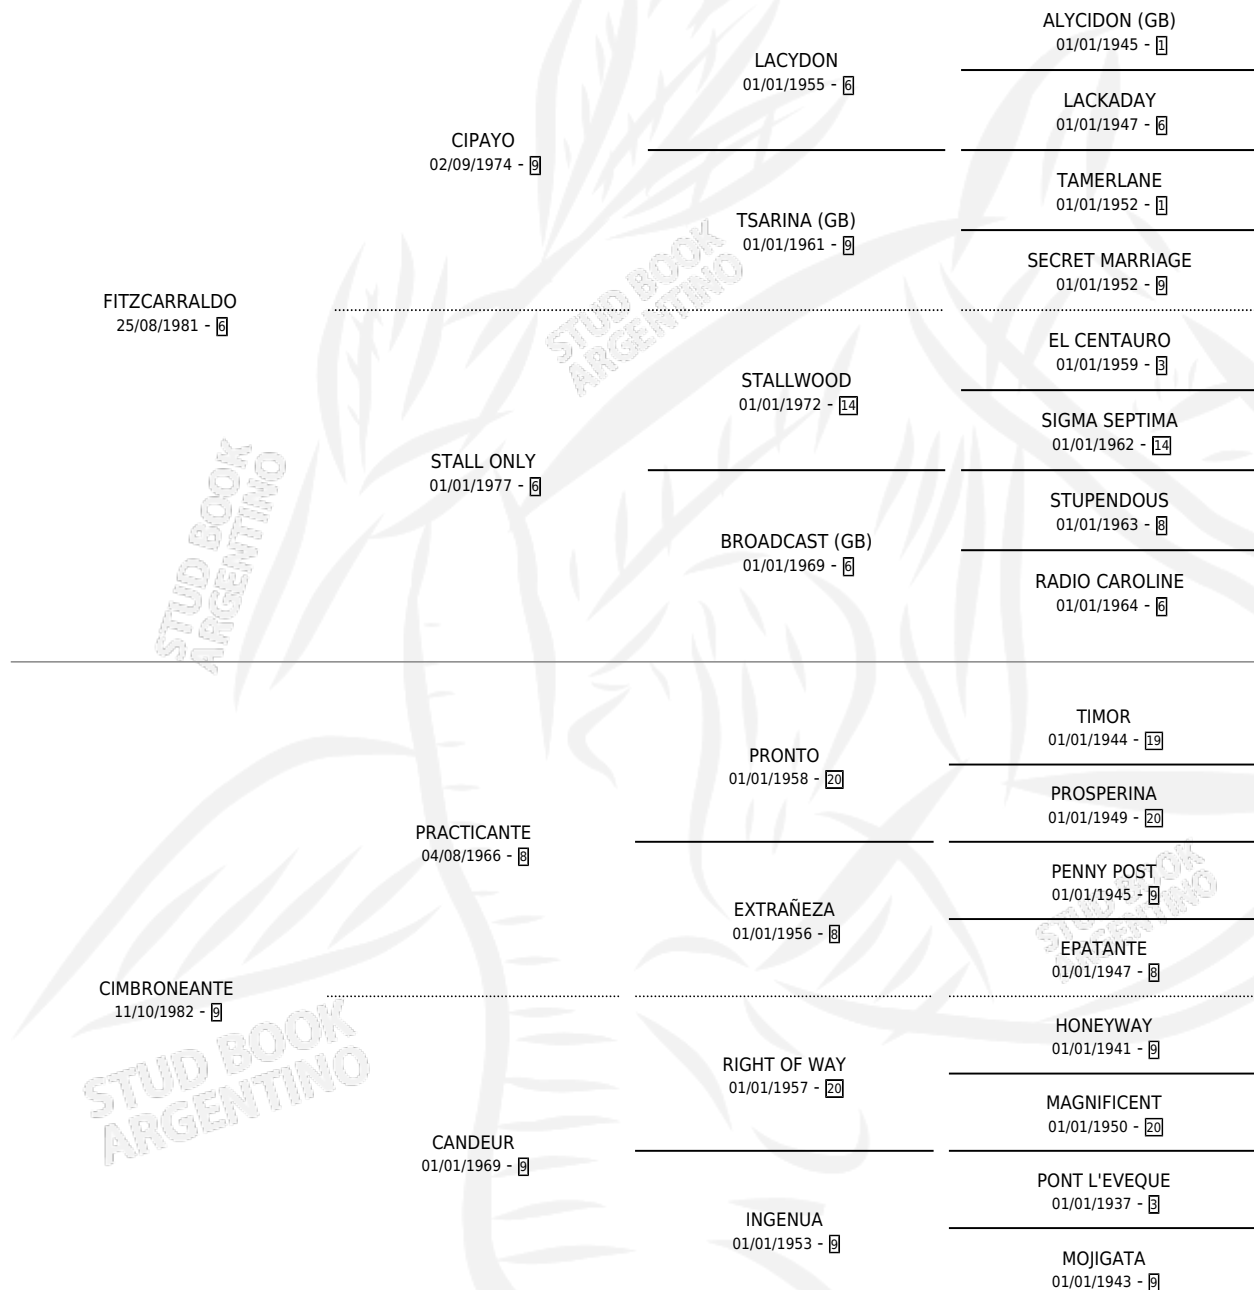 ALYCIDON (GB)
01/01/1945 - 1
LACYDON
01/01/1955 - 6
LACKADAY
01/01/1947 - 6
CIPAYO
02/09/1974 - 9
TAMERLANE
01/01/1952 - 1
TSARINA (GB)
01/01/1961 - 9
SECRET MARRIAGE
01/01/1952 - 9
FITZCARRALDO
25/08/1981 - 6
STUD BOOK
ARGENTINO
EL CENTAURO
01/01/1959 - 3
STALLWOOD
01/01/1972 - 14
SIGMA SEPTIMA
01/01/1962 - 14
STALL ONLY
01/01/1977 - 6
STUPENDOUS
01/01/1963 - 8
BROADCAST (GB)
01/01/1969 - 6
RADIO CAROLINE
01/01/1964 - 6
STUD BOOK
ARGENTINO
TIMOR
01/01/1944 - 19
PRONTO
01/01/1958 - 20
PROSPERINA
01/01/1949 - 20
PRACTICANTE
04/08/1966 - 8
PENNY POST
01/01/1945 - 9
EXTRAÑEZA
01/01/1956 - 8
STUD BOOK
ARGENTINO
EPATANTE
01/01/1947 - 8
CIMBRONEANTE
11/10/1982 - 9
HONEYWAY
01/01/1941 - 9
RIGHT OF WAY
01/01/1957 - 20
STUD BOOK
ARGENTINO
MAGNIFICENT
01/01/1950 - 20
CANDEUR
01/01/1969 - 9
PONT L'EVEQUE
01/01/1937 - 3
INGENUA
01/01/1953 - 9
MOJIGATA
01/01/1943 - 9